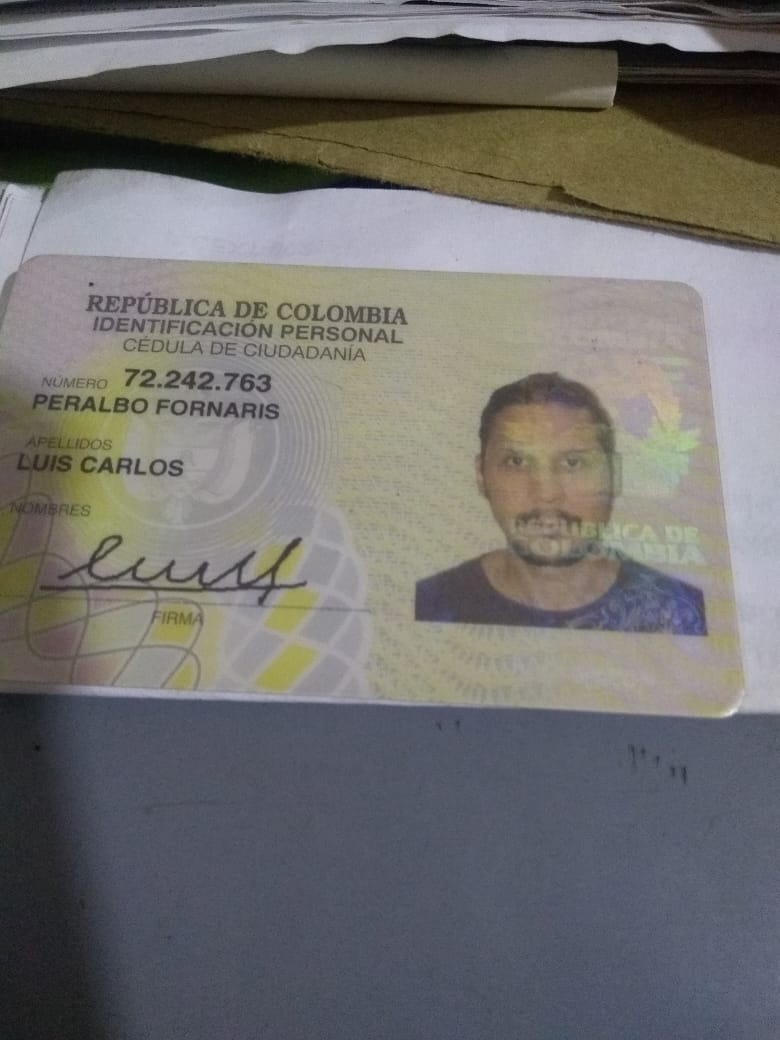 REPÚBLICA DE COLOMBIA
IDENTIFICACIÓN PERSONAL
CÉDULA DE CIUDADANÍA
NÚMERO 72.242.763
PERALBO FORNARIS
APELLIDOS
LUIS CARLOS
NOMBRES
FIRMA
REPÚBLICA DE
COLOMBIA